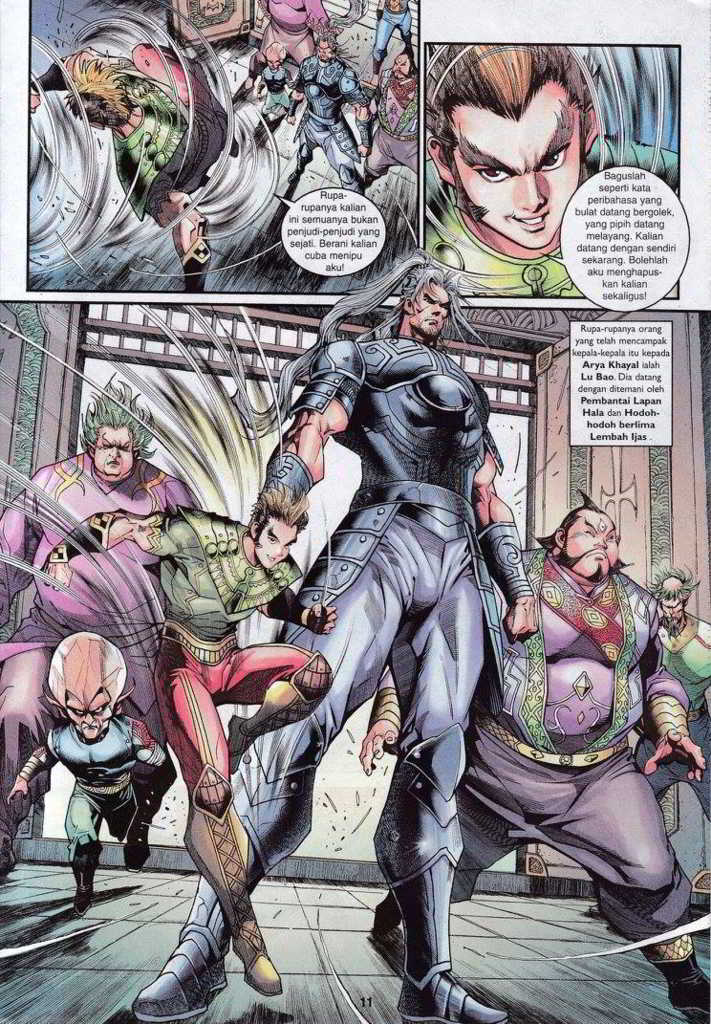 Rupa-
rupanya kalian
ini semuanya bukan
penjudi-penjudi yang
sejati. Berani kalian
cuba menipu
aku!
Baguslah
seperti kata
peribahasa yang
bulat datang bergolek,
yang pipih datang
melayang. Kalian
datang dengan sendiri
sekarang. Bolehlah
aku menghapus-
kan kalian
sekaligus!
Rupa-rupanya orang
yang telah mencampak
kepala-kepala itu kepada
Arya Khayal ialah
Lu Bao. Dia datang
dengan ditemani oleh
Pembantai Lapan
Hala dan Hodoh-
hodoh berlima
Lembah Ijas.
11